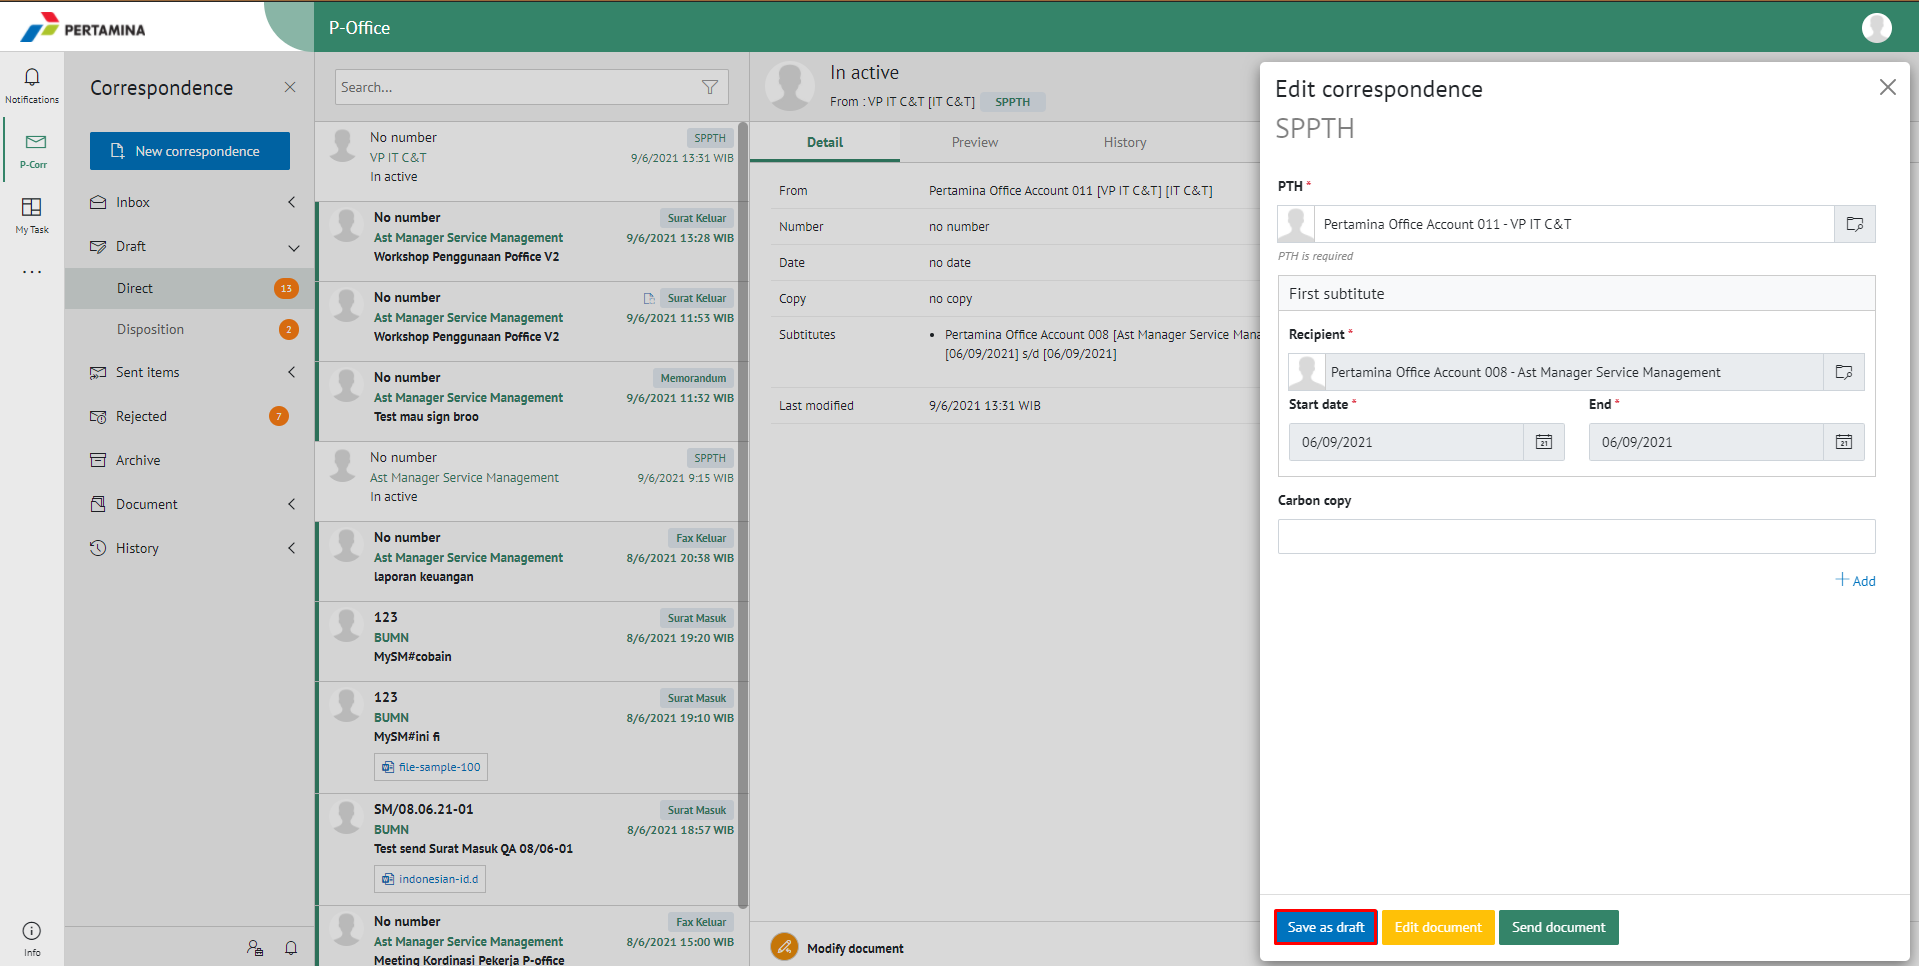 PERTAMINA
P-Office
Notifications
P-Corr
My Task
Info
Correspondence
New correspondence
Inbox
Draft
Direct
13
Disposition
2
Sent items
Rejected
7
Archive
Document
History
Search...
No number
SPPTH
VP IT C&T
9/6/2021 13:31 WIB
In active
No number
Surat Keluar
Ast Manager Service Management
9/6/2021 13:28 WIB
Workshop Penggunaan Poffice V2
No number
Surat Keluar
Ast Manager Service Management
9/6/2021 11:53 WIB
Workshop Penggunaan Poffice V2
No number
Memorandum
Ast Manager Service Management
9/6/2021 11:32 WIB
Test mau sign broo
No number
SPPTH
Ast Manager Service Management
9/6/2021 9:15 WIB
In active
No number
Fax Keluar
Ast Manager Service Management
8/6/2021 20:38 WIB
laporan keuangan
123
Surat Masuk
BUMN
8/6/2021 19:20 WIB
MySM#cobain
123
Surat Masuk
BUMN
8/6/2021 19:10 WIB
MySM#ini fi
file-sample-100
SM/08.06.21-01
Surat Masuk
BUMN
8/6/2021 18:57 WIB
Test send Surat Masuk QA 08/06-01
indonesian-id.d
No number
Fax Keluar
Ast Manager Service Management
8/6/2021 15:00 WIB
Meeting Kordinasi Pekerja P-office
In active
From : VP IT C&T [IT C&T]
SPPTH
Detail
Preview
History
From
Pertamina Office Account 011 [VP IT C&T] [IT C&T]
Number
no number
Date
no date
Copy
no copy
Subtitutes
• Pertamina Office Account 008 [Ast Manager Service Mana
[06/09/2021] s/d [06/09/2021]
Last modified
9/6/2021 13:31 WIB
Modify document
Edit correspondence
SPPTH
PTH *
Pertamina Office Account 011 - VP IT C&T
PTH is required
First subtitute
Recipient *
Pertamina Office Account 008 - Ast Manager Service Management
Start date *
End *
06/09/2021
21
06/09/2021
21
Carbon copy
+ Add
Save as draft
Edit document
Send document